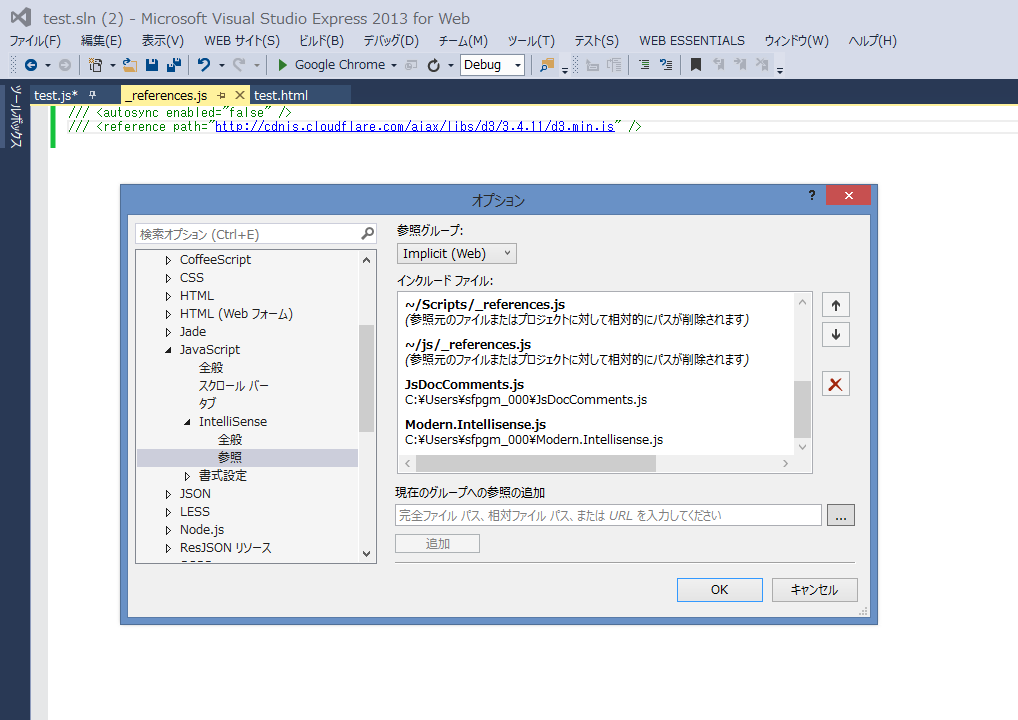 test.sln (2) - Microsoft Visual Studio Express 2013 for Web
ファイル(F) 編集(E) 表示(V) WEB サイト(S) ビルド(B) デバッグ(D) チーム(M) ツール(T) テスト(S) WEB ESSENTIALS ウィンドウ(W) ヘルプ(H)
Google Chrome Debug
ツールボックス
test.js* _references.js test.html
/// <autosync enabled="false" />
/// <reference path="http://cdnjs.cloudflare.com/ajax/libs/d3/3.4.11/d3.min.js" />
オプション
?
検索オプション (Ctrl+E)
CoffeeScript
CSS
HTML
HTML (Web フォーム)
Jade
JavaScript
全般
スクロール バー
タブ
IntelliSense
全般
参照
書式設定
JSON
LESS
Node.js
ResJSON リソース
参照グループ:
Implicit (Web)
インクルード ファイル:
~/Scripts/_references.js
(参照元のファイルまたはプロジェクトに対して相対的にパスが削除されます)
~/js/_references.js
(参照元のファイルまたはプロジェクトに対して相対的にパスが削除されます)
JsDocComments.js
C:¥Users¥sfpgm_000¥JsDocComments.js
Modern.Intellisense.js
C:¥Users¥sfpgm_000¥Modern.Intellisense.js
現在のグループへの参照の追加
完全ファイル パス、相対ファイル パス、または URL を入力してください
...
追加
OK
キャンセル